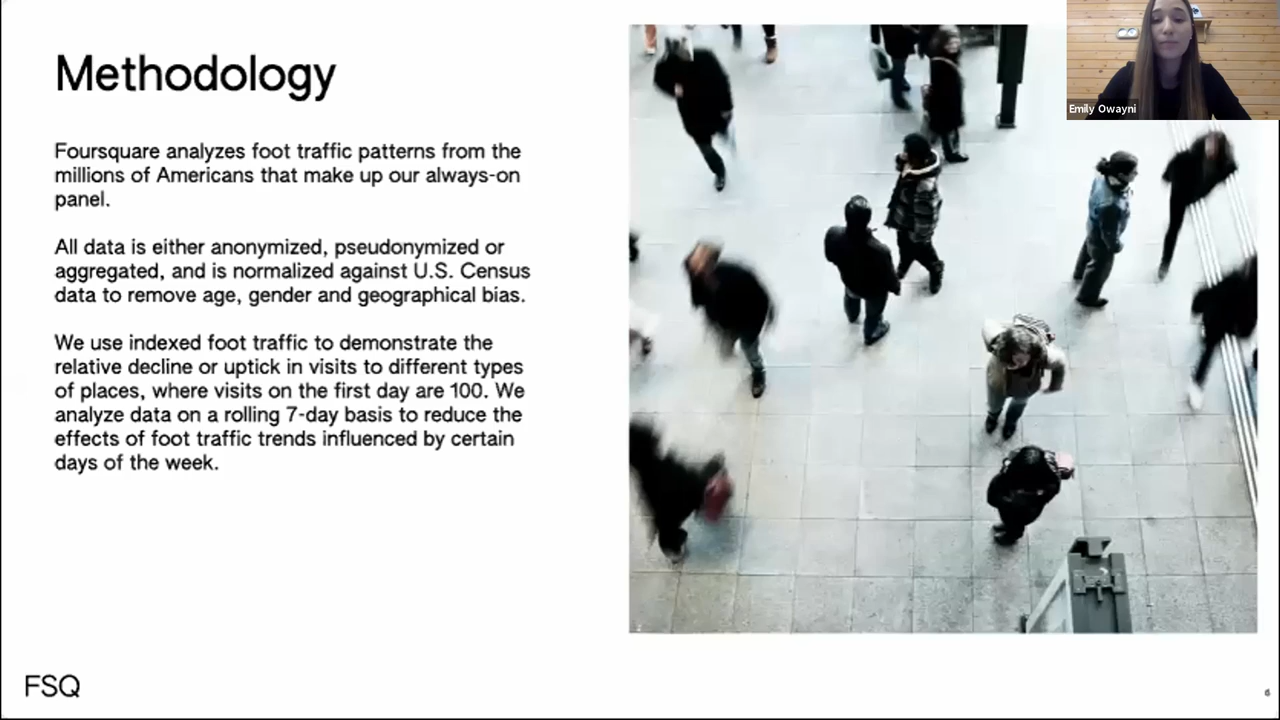 Methodology
Emily Owayni
Foursquare analyzes foot traffic patterns from the
millions of Americans that make up our always-on
panel.
All data is either anonymized, pseudonymized or
aggregated, and is normalized against U.S. Census
data to remove age, gender and geographical bias.
We use indexed foot traffic to demonstrate the
relative decline or uptick in visits to different types
of places, where visits on the first day are 100. We
analyze data on a rolling 7-day basis to reduce the
effects of foot traffic trends influenced by certain
days of the week.
FSQ